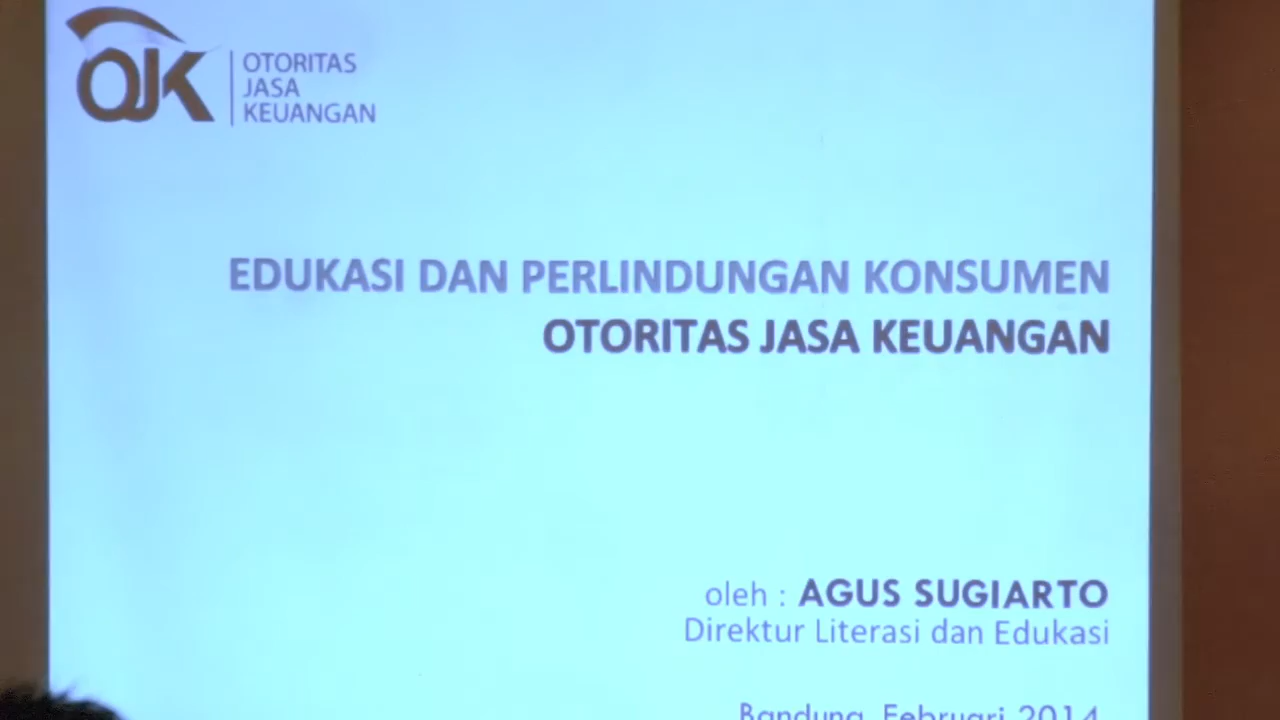 OJK
OTORITAS
JASA
KEUANGAN
EDUKASI DAN PERLINDUNGAN KONSUMEN
OTORITAS JASA KEUANGAN
oleh : AGUS SUGIARTO
Direktur Literasi dan Edukasi
Bandung, Februari 2014